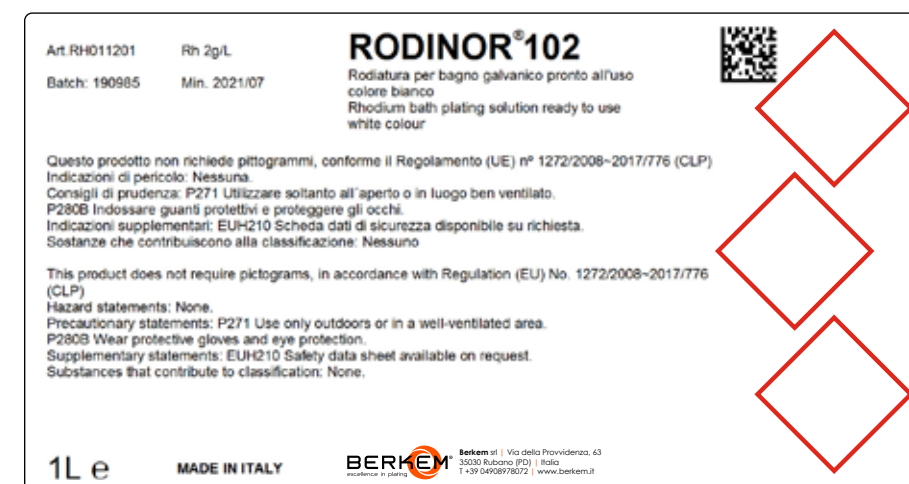 Art.RH011201 Rh 2g/L
Batch: 190985 Min. 2021/07
RODINOR®102
Rodiatura per bagno galvanico pronto all'uso
colore bianco
Rhodium bath plating solution ready to use
white colour
Questo prodotto non richiede pittogrammi, conforme il Regolamento (UE) nº 1272/2008~2017/776 (CLP)
Indicazioni di pericolo: Nessuna.
Consigli di prudenza: P271 Utilizzare soltanto all'aperto o in luogo ben ventilato.
P280B Indossare guanti protettivi e proteggere gli occhi.
Indicazioni supplementari: EUH210 Scheda dati di sicurezza disponibile su richiesta.
Sostanze che contribuiscono alla classificazione: Nessuno
This product does not require pictograms, in accordance with Regulation (EU) No. 1272/2008~2017/776
(CLP)
Hazard statements: None.
Precautionary statements: P271 Use only outdoors or in a well-ventilated area.
P280B Wear protective gloves and eye protection.
Supplementary statements: EUH210 Safety data sheet available on request.
Substances that contribute to classification: None.
1L ℮ MADE IN ITALY
BERKEM®
excellence in plating
Berkem srl | Via della Provvidenza, 63
35030 Rubano (PD) | Italia
T +39 04908978072 | www.berkem.it